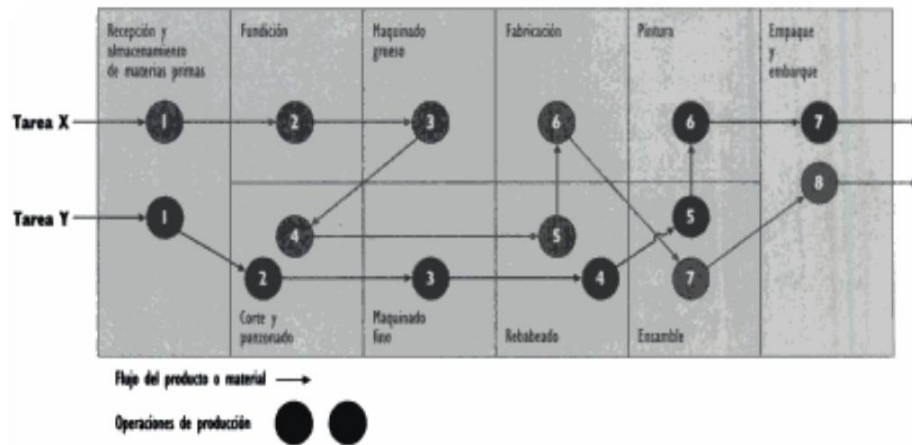 Recepción y
almacenamiento
de materias primas
Fundición
Maquinado
grueso
Fabricación
Pintura
Empaque
y
embarque
Tarea X
1
2
3
6
6
7
8
Tarea Y
1
4
5
5
2
3
4
7
Corte y
punzonado
Maquinado
fino
Rebabeado
Ensamble
Flujo del producto o material
Operaciones de producción